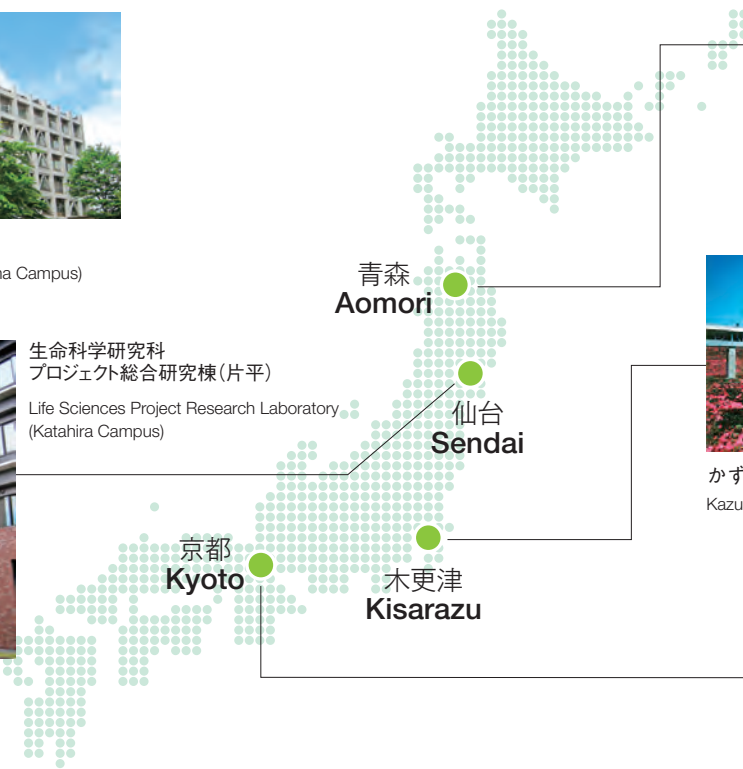 na Campus)
青森
Aomori
生命科学研究科
プロジェクト総合研究棟（片平）
Life Sciences Project Research Laboratory
(Katahira Campus)
仙台
Sendai
かず
Kazu
京都
Kyoto
木更津
Kisarazu